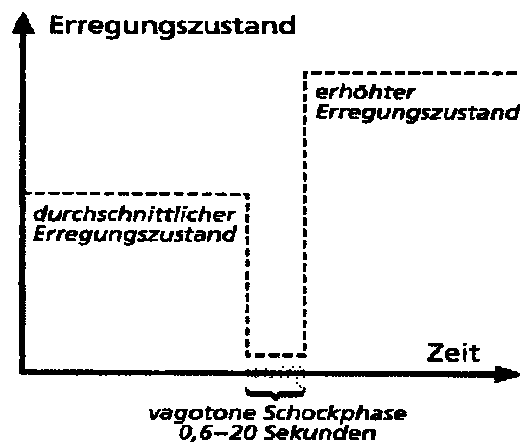 Erregungszustand
erhöhter
Erregungszustand
durchschnittlicher
Erregungszustand
Zeit
vagotone Schockphase
0,6–20 Sekunden